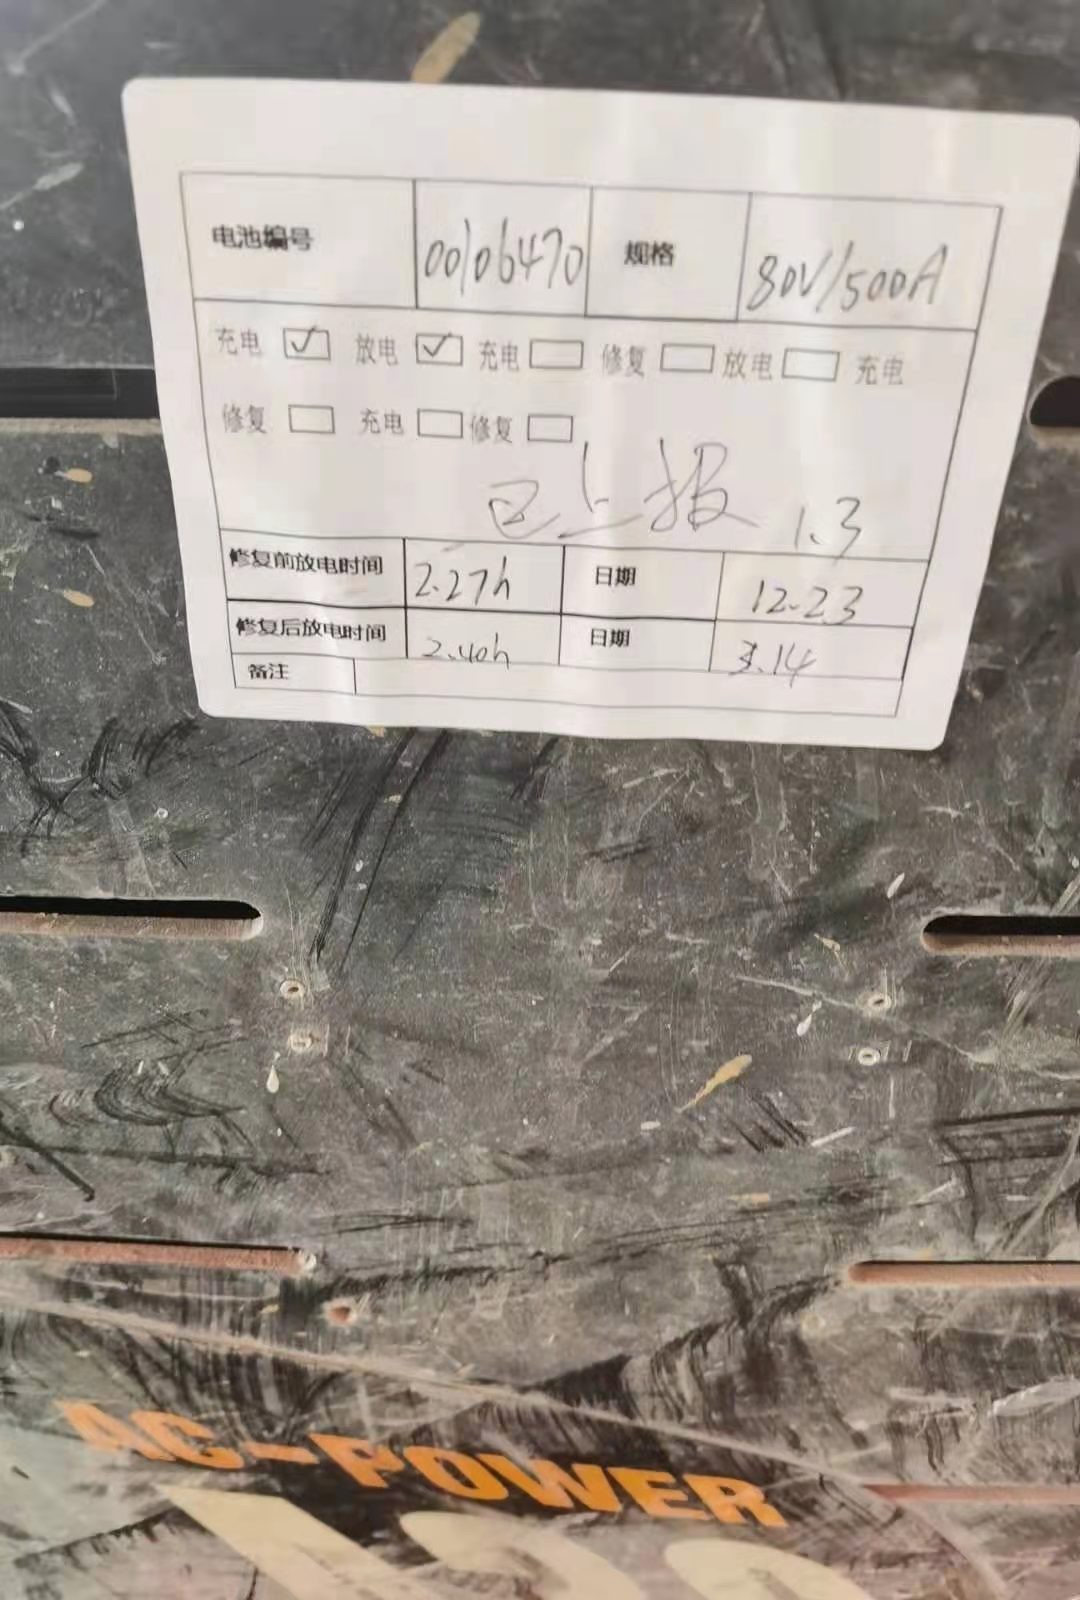 电池编号 00106470 规格 80V/500A
充电 ☑ 放电 ☑ 充电 □ 修复 □ 放电 □ 充电
修复 □ 充电 □ 修复 □
已上报 1.3
修复前放电时间 2.27h 日期 12.23
修复后放电时间 2.40h 日期 1.14
备注
AC-POWER